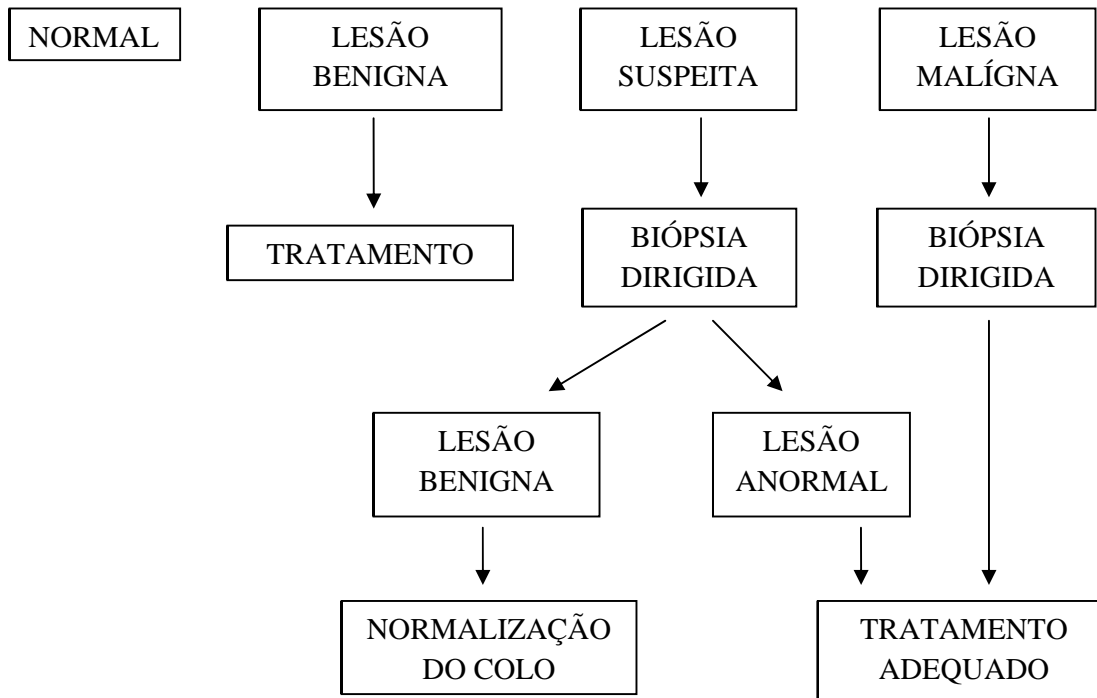 NORMAL
LESÃO
BENIGNA
LESÃO
SUSPEITA
LESÃO
MALÍGNA
TRATAMENTO
BIÓPSIA
DIRIGIDA
BIÓPSIA
DIRIGIDA
LESÃO
BENIGNA
LESÃO
ANORMAL
NORMALIZAÇÃO
DO COLO
TRATAMENTO
ADEQUADO